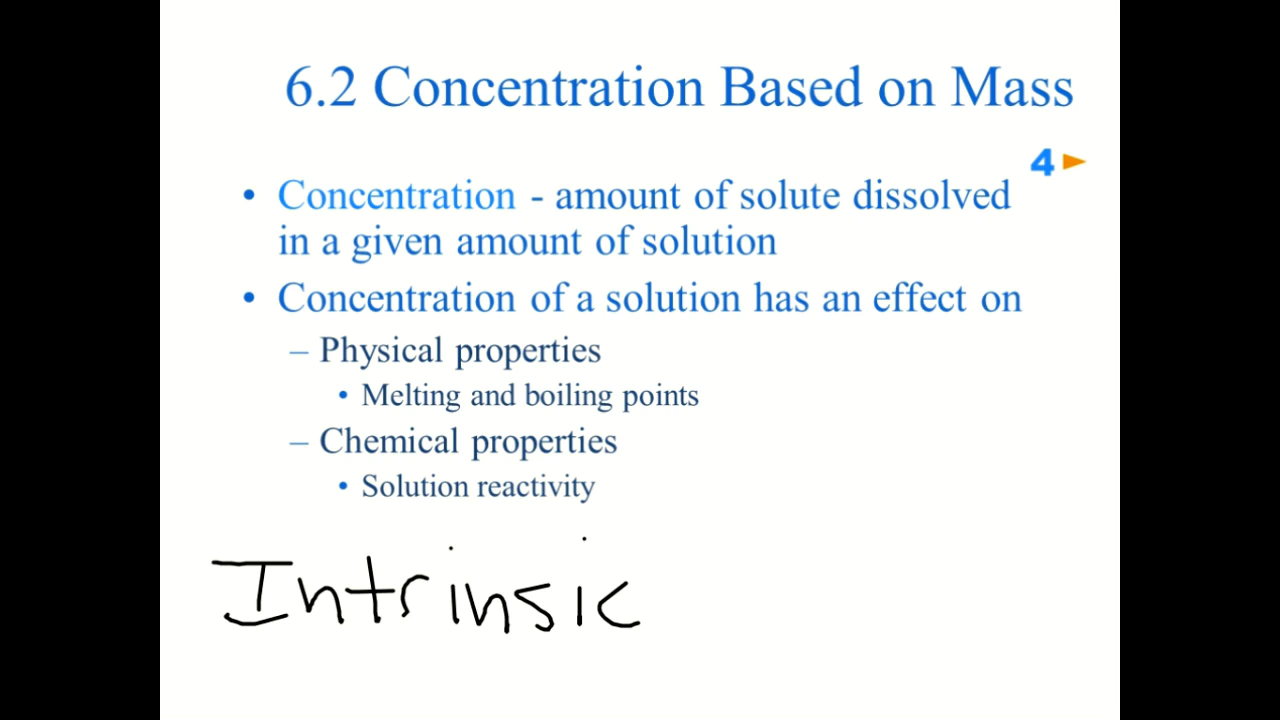 6.2 Concentration Based on Mass
4
• Concentration - amount of solute dissolved
in a given amount of solution
• Concentration of a solution has an effect on
– Physical properties
• Melting and boiling points
– Chemical properties
• Solution reactivity
Intrinsic